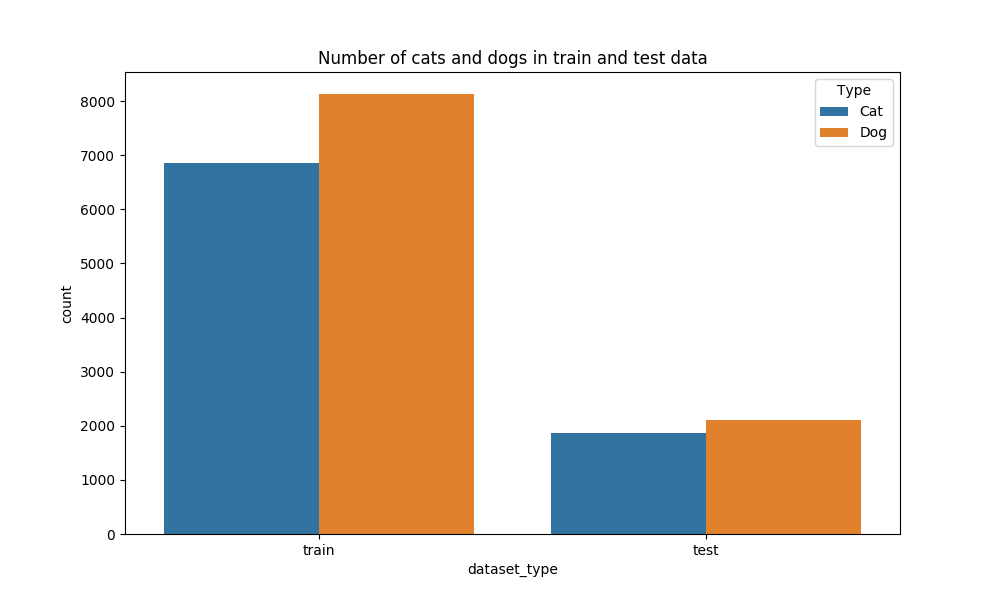 Number of cats and dogs in train and test data
Type
Cat
Dog
8000
7000
6000
5000
4000
3000
2000
1000
0
count
train
test
dataset_type